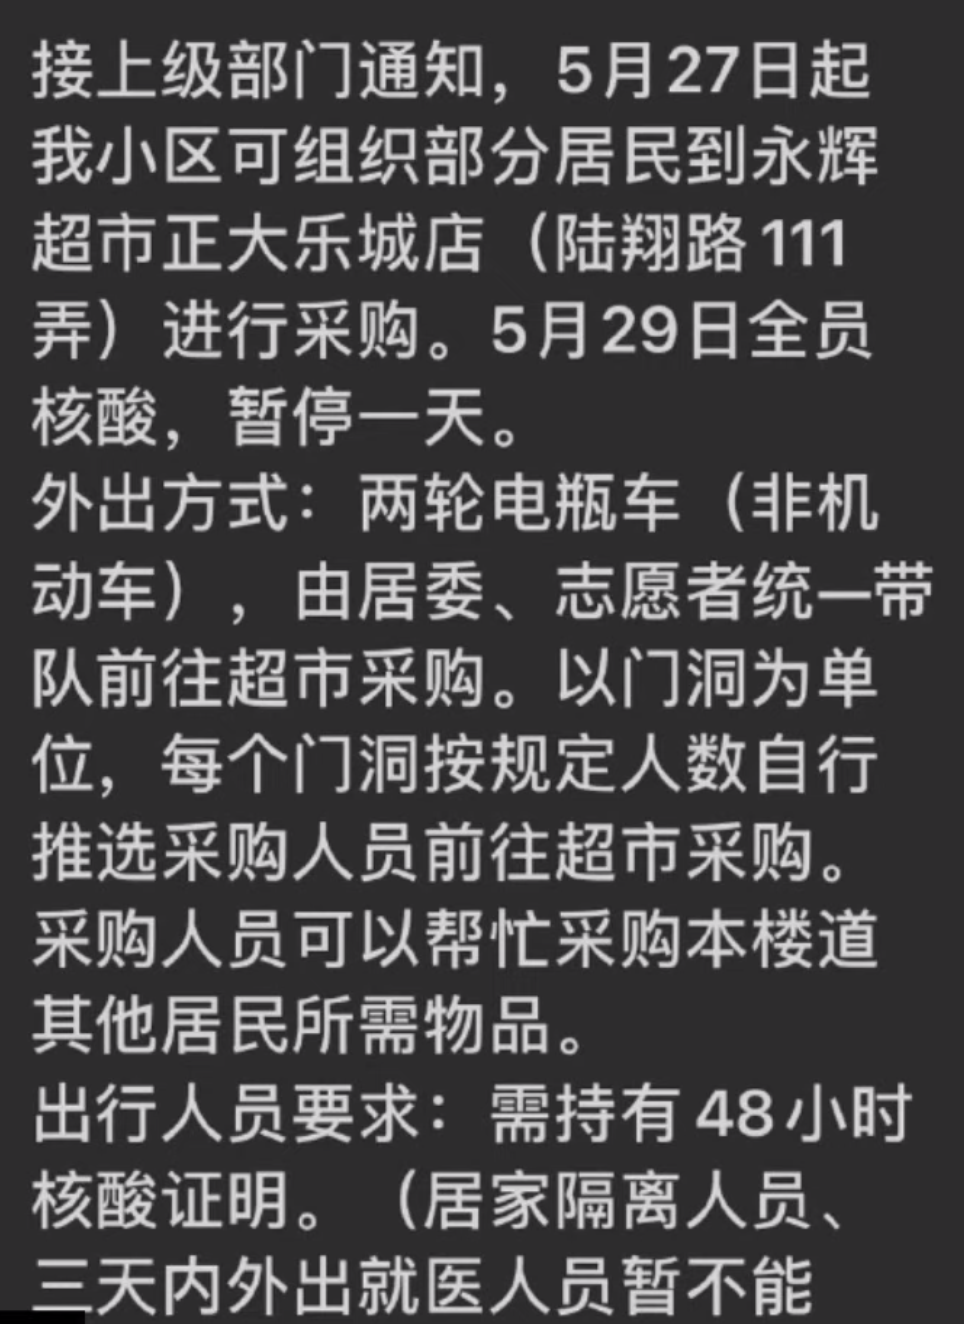 接上级部门通知，5月27日起
我小区可组织部分居民到永辉
超市正大乐城店（陆翔路111
弄）进行采购。5月29日全员
核酸，暂停一天。
外出方式：两轮电瓶车（非机
动车），由居委、志愿者统一带
队前往超市采购。以门洞为单
位，每个门洞按规定人数自行
推选采购人员前往超市采购。
采购人员可以帮忙采购本楼道
其他居民所需物品。
出行人员要求：需持有48小时
核酸证明。（居家隔离人员、
三天内外出就医人员暂不能